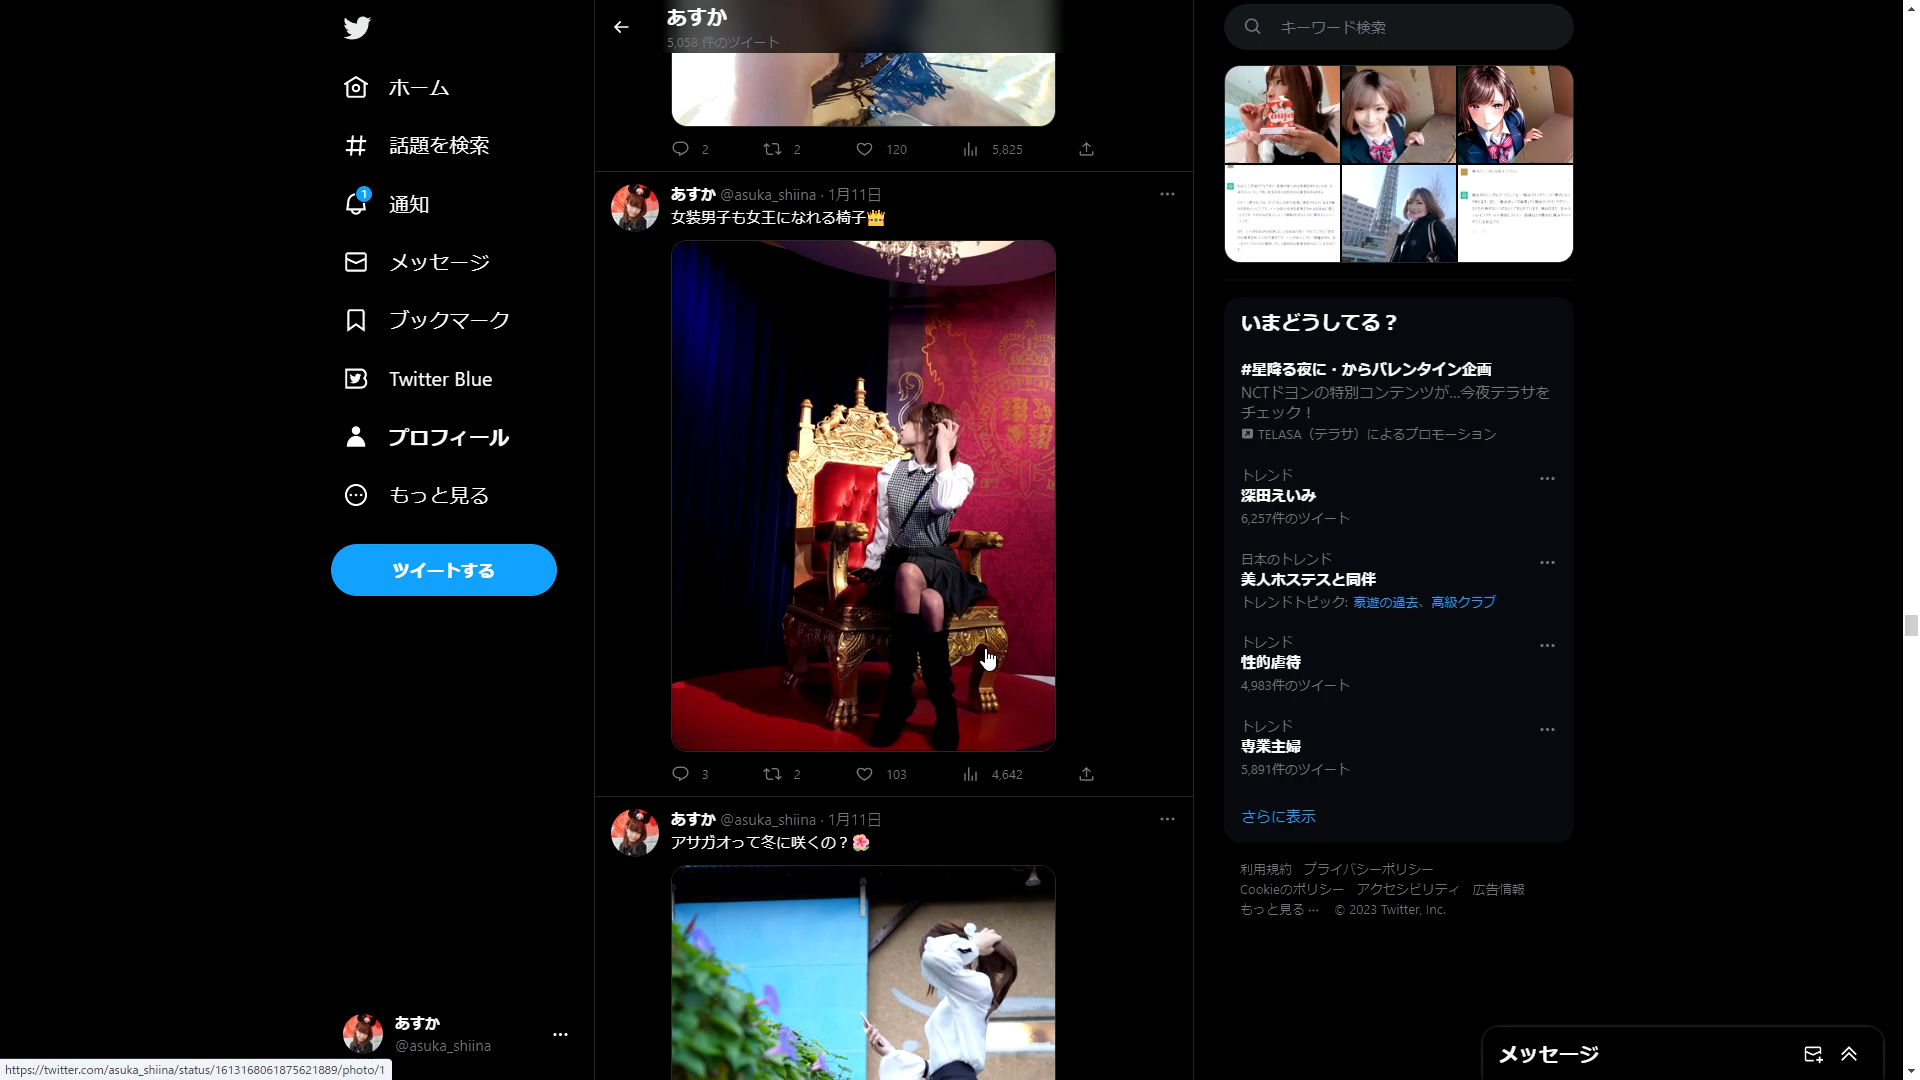 ホーム
話題を検索
1
通知
メッセージ
ブックマーク
Twitter Blue
プロフィール
もっと見る
ツイートする
あすか
@asuka_shiina
https://twitter.com/asuka_shiina/status/1613168061875621889/photo/1
あすか
5,058 件のツイート
2
2
120
5,825
あすか @asuka_shiina · 1月11日
女装男子も女王になれる椅子👑
3
2
103
4,642
あすか @asuka_shiina · 1月11日
アサガオって冬に咲くの？🌺
キーワード検索
いまどうしてる？
#星降る夜に・からバレンタイン企画
NCTドヨンの特別コンテンツが...今夜テラサを
チェック！
TELASA（テラサ）によるプロモーション
トレンド
深田えいみ
6,257件のツイート
日本のトレンド
美人ホステスと同伴
トレンドトピック: 豪遊の過去、高級クラブ
トレンド
性的虐待
4,983件のツイート
トレンド
専業主婦
5,891件のツイート
さらに表示
利用規約 プライバシーポリシー
Cookieのポリシー アクセシビリティ 広告情報
もっと見る ··· © 2023 Twitter, Inc.
メッセージ